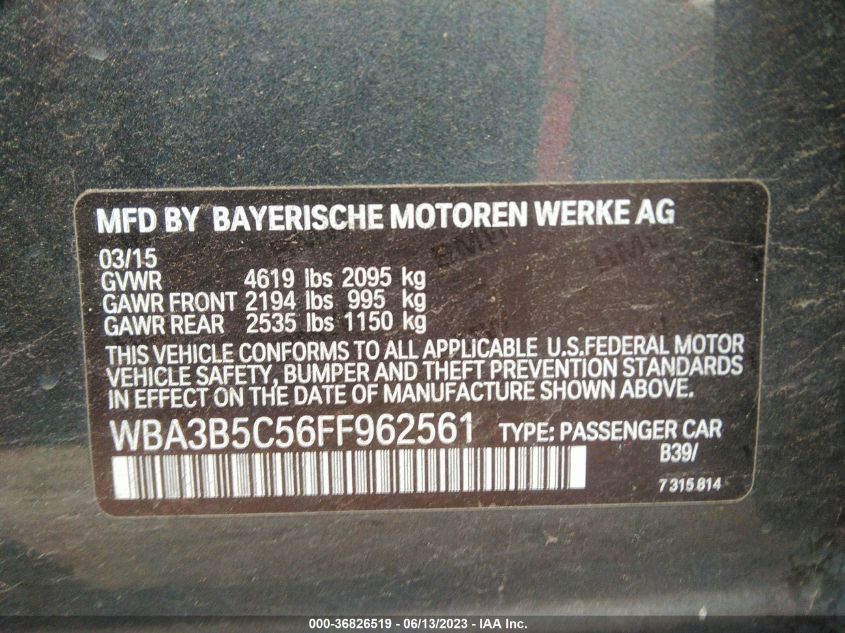 MFD BY BAYERISCHE MOTOREN WERKE AG
03/15
GVWR 4619 lbs 2095 kg
GAWR FRONT 2194 lbs 995 kg
GAWR REAR 2535 lbs 1150 kg
THIS VEHICLE CONFORMS TO ALL APPLICABLE U.S.FEDERAL MOTOR
VEHICLE SAFETY, BUMPER AND THEFT PREVENTION STANDARDS
IN EFFECT ON THE DATE OF MANUFACTURE SHOWN ABOVE.
WBA3B5C56FF962561 TYPE: PASSENGER CAR
B39/
7 315 814
000-36826519 - 06/13/2023 - IAA Inc.